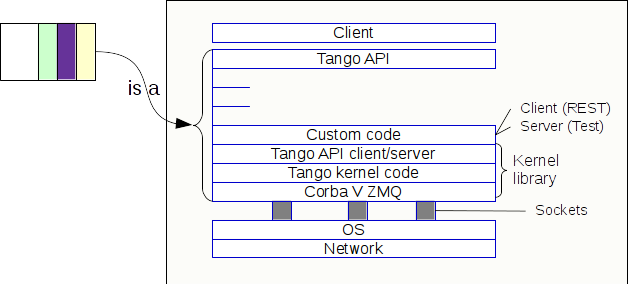 Client
Tango API
is a
Client (REST)
Server (Test)
Custom code
Tango API client/server
Kernel
library
Tango kernel code
Corba V ZMQ
Sockets
OS
Network